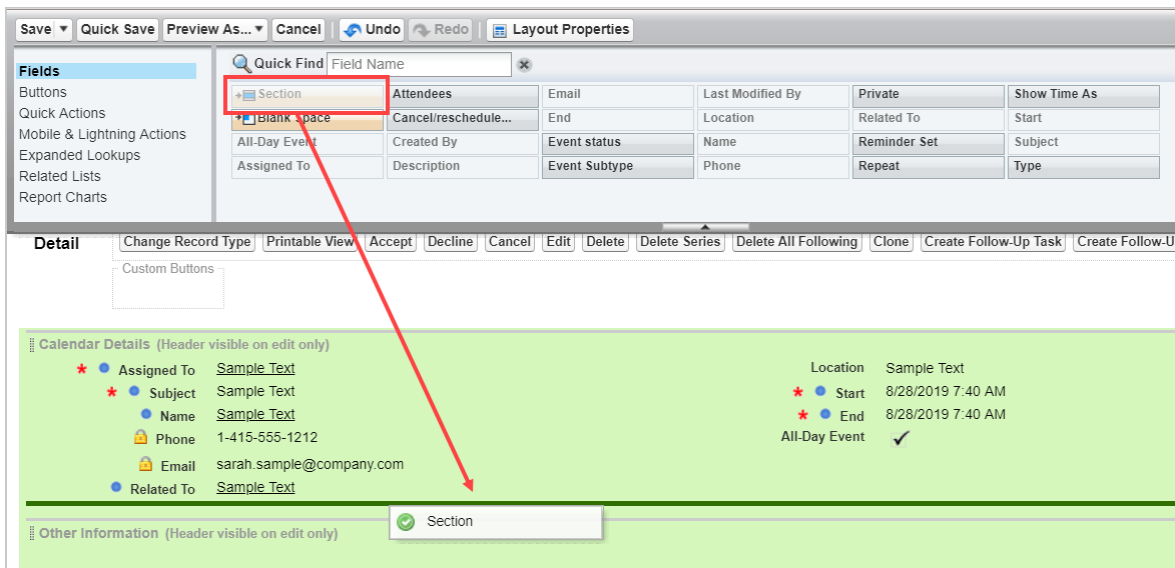 Save Quick Save Preview As... Cancel Undo Redo Layout Properties
Fields
Buttons
Quick Actions
Mobile & Lightning Actions
Expanded Lookups
Related Lists
Report Charts
Quick Find Field Name
Section Attendees Email Last Modified By Private Show Time As
Blank Space Cancel/reschedule... End Location Related To Start
All-Day Event Created By Event status Name Reminder Set Subject
Assigned To Description Event Subtype Phone Repeat Type
Detail Change Record Type Printable View Accept Decline Cancel Edit Delete Delete Series Delete All Following Clone Create Follow-Up Task Create Follow-U
Custom Buttons
Calendar Details (Header visible on edit only)
* Assigned To Sample Text Location Sample Text
* Subject Sample Text * Start 8/28/2019 7:40 AM
Name Sample Text * End 8/28/2019 7:40 AM
Phone 1-415-555-1212 All-Day Event
Email sarah.sample@company.com
Related To Sample Text
Section
Other Information (Header visible on edit only)